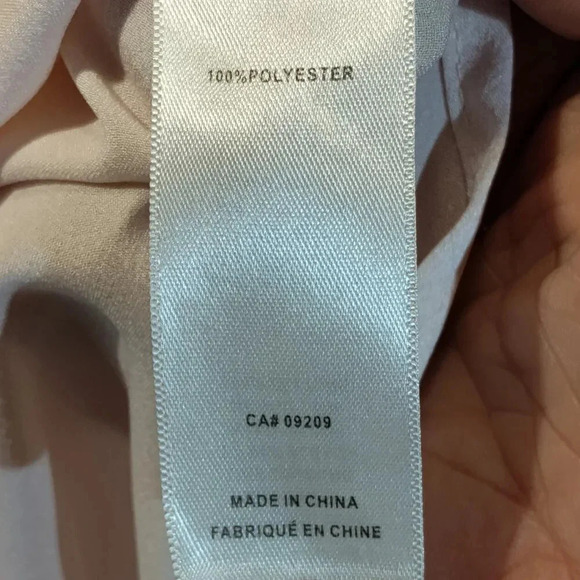 100%POLYESTER
CA# 09209
MADE IN CHINA
FABRIQUÉ EN CHINE